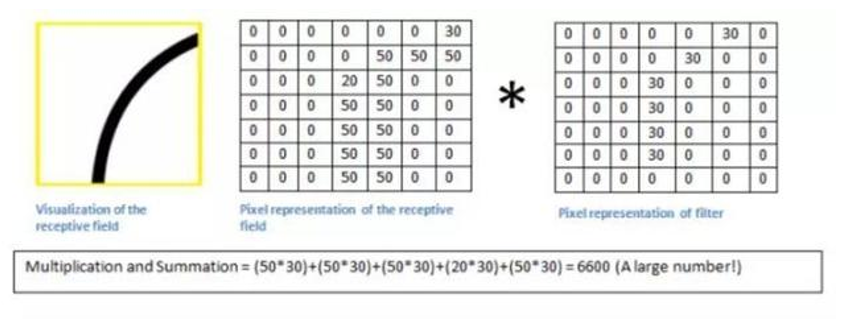 0 0 0 0 0 0 30
0 0 0 0 50 50 50
0 0 0 20 50 0 0
0 0 0 50 50 0 0
0 0 0 50 50 0 0
0 0 0 50 50 0 0
0 0 0 50 50 0 0
*
0 0 0 0 0 30 0
0 0 0 0 30 0 0
0 0 0 30 0 0 0
0 0 0 30 0 0 0
0 0 0 30 0 0 0
0 0 0 30 0 0 0
0 0 0 0 0 0 0
Visualization of the
receptive field
Pixel representation of the receptive
field
Pixel representation of filter
Multiplication and Summation = (50*30)+(50*30)+(50*30)+(20*30)+(50*30) = 6600 (A large number!)